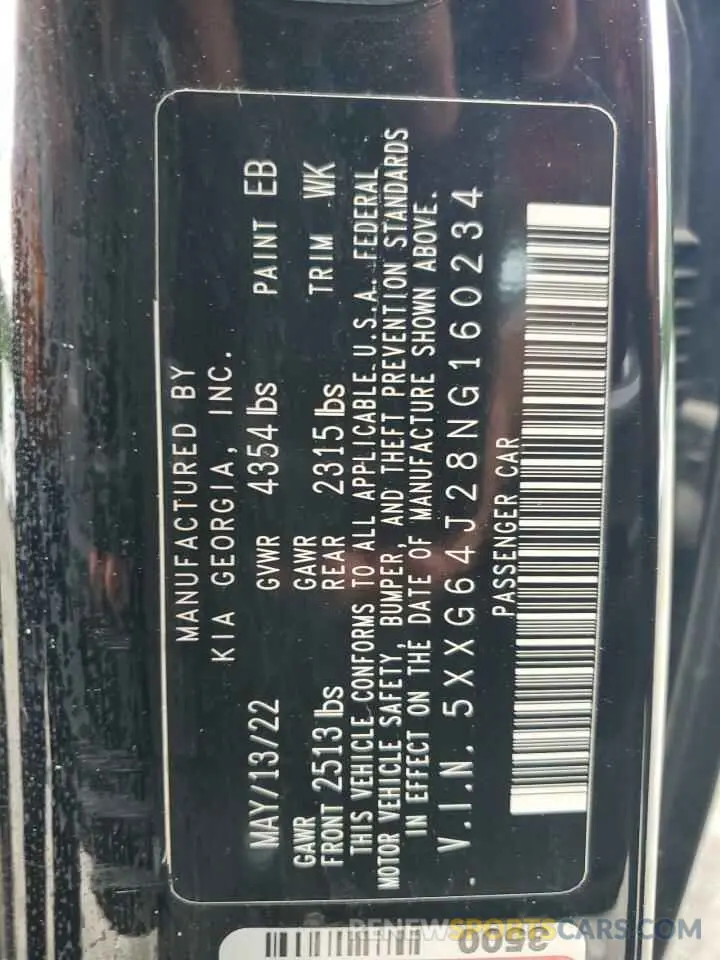 MANUFACTURED BY
KIA GEORGIA, INC.
MAY/13/22 GVWR 4354 lbs PAINT EB
GAWR GAWR
FRONT 2513 lbs REAR 2315 lbs TRIM WK
THIS VEHICLE CONFORMS TO ALL APPLICABLE U.S.A. FEDERAL
MOTOR VEHICLE SAFETY, BUMPER, AND THEFT PREVENTION STANDARDS
IN EFFECT ON THE DATE OF MANUFACTURE SHOWN ABOVE.
V.I.N. 5XXG64J28NG160234
PASSENGER CAR
3500
RENEWSPORTSCARS.COM